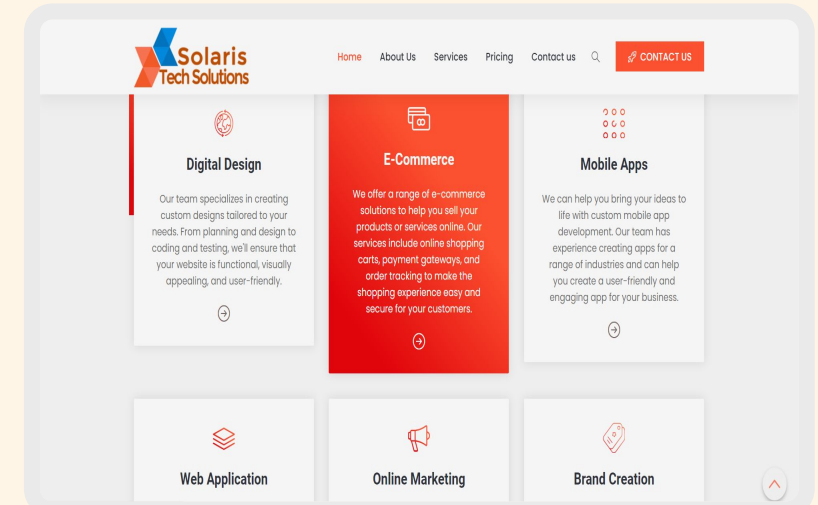 Solaris
Tech Solutions
Home About Us Services Pricing Contact us CONTACT US
Digital Design
Our team specializes in creating
custom designs tailored to your
needs. From planning and design to
coding and testing, we'll ensure that
your website is functional, visually
appealing, and user-friendly.
E-Commerce
We offer a range of e-commerce
solutions to help you sell your
products or services online. Our
services include online shopping
carts, payment gateways, and
order tracking to make the
shopping experience easy and
secure for your customers.
Mobile Apps
We can help you bring your ideas to
life with custom mobile app
development. Our team has
experience creating apps for a
range of industries and can help
you create a user-friendly and
engaging app for your business.
Web Application
Online Marketing
Brand Creation